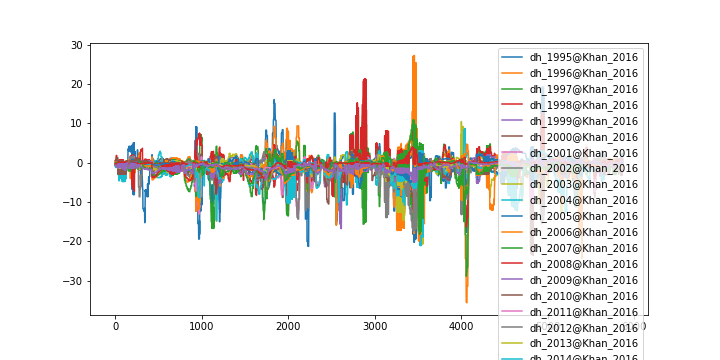 30
20
10
0
−10
−20
−30
0
1000
2000
3000
4000
dh_1995@Khan_2016
dh_1996@Khan_2016
dh_1997@Khan_2016
dh_1998@Khan_2016
dh_1999@Khan_2016
dh_2000@Khan_2016
dh_2001@Khan_2016
dh_2002@Khan_2016
dh_2003@Khan_2016
dh_2004@Khan_2016
dh_2005@Khan_2016
dh_2006@Khan_2016
dh_2007@Khan_2016
dh_2008@Khan_2016
dh_2009@Khan_2016
dh_2010@Khan_2016
dh_2011@Khan_2016
dh_2012@Khan_2016
dh_2013@Khan_2016
dh_2014@Khan_2016